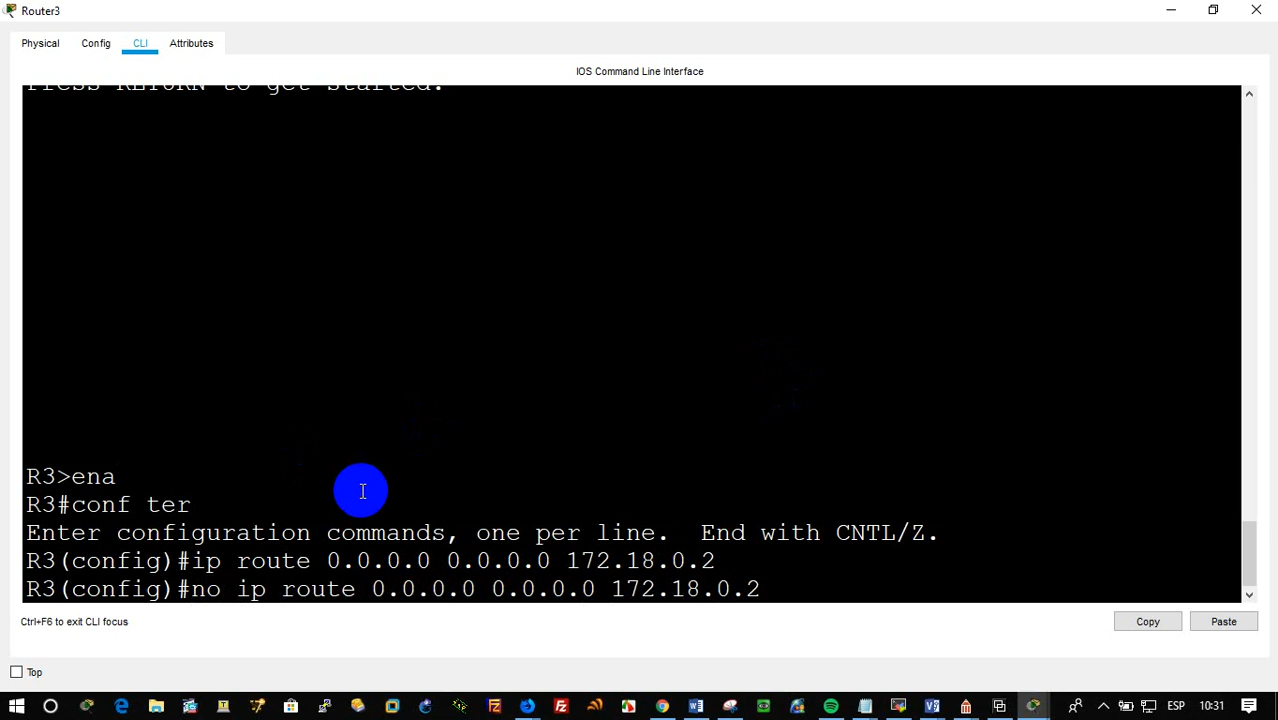 Router3
Physical Config CLI Attributes
IOS Command Line Interface
Press RETURN to get started.
R3>ena
R3#conf ter
Enter configuration commands, one per line.  End with CNTL/Z.
R3(config)#ip route 0.0.0.0 0.0.0.0 172.18.0.2
R3(config)#no ip route 0.0.0.0 0.0.0.0 172.18.0.2
Ctrl+F6 to exit CLI focus
Copy Paste
Top
ESP 10:31